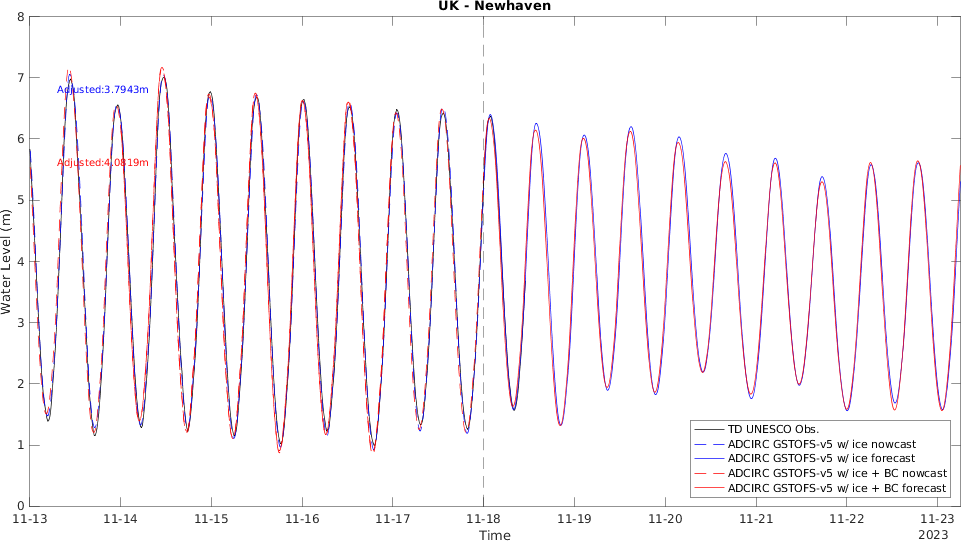 UK - Newhaven
8
7
6
5
4
3
2
1
0
Water Level (m)
Adjusted:3.7943m
Adjusted:4.0819m
TD UNESCO Obs.
ADCIRC GSTOFS-v5 w/ ice nowcast
ADCIRC GSTOFS-v5 w/ ice forecast
ADCIRC GSTOFS-v5 w/ ice + BC nowcast
ADCIRC GSTOFS-v5 w/ ice + BC forecast
11-13 11-14 11-15 11-16 11-17 11-18 11-19 11-20 11-21 11-22 11-23
Time
2023